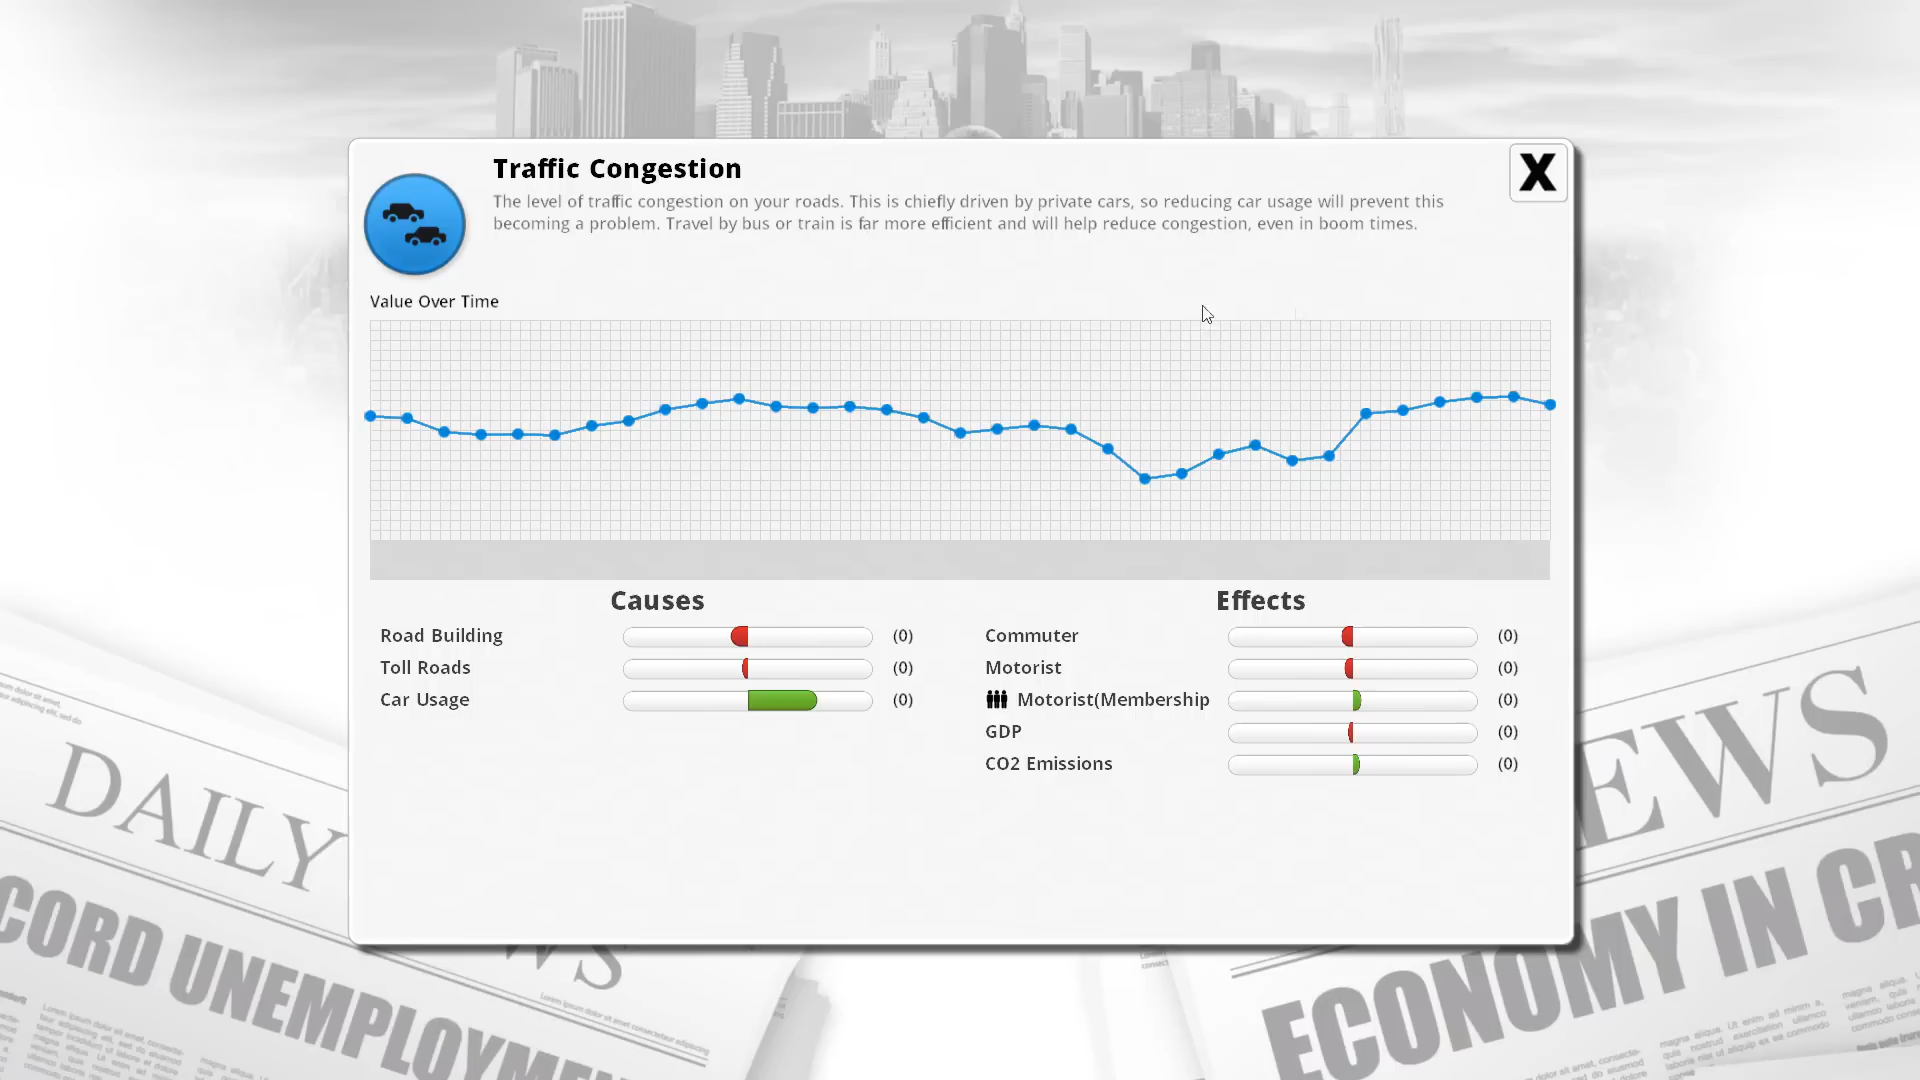 Traffic Congestion
X
The level of traffic congestion on your roads. This is chiefly driven by private cars, so reducing car usage will prevent this
becoming a problem. Travel by bus or train is far more efficient and will help reduce congestion, even in boom times.
Value Over Time
Causes
Road Building (0)
Toll Roads (0)
Car Usage (0)
Effects
Commuter (0)
Motorist (0)
Motorist(Membership (0)
GDP (0)
CO2 Emissions (0)
DAILY
WS
CORD UNEMPLOYME
EWS
ECONOMY IN CR